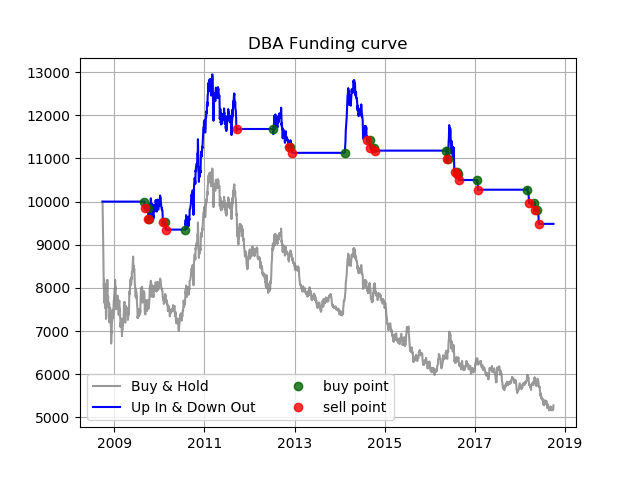 DBA Funding curve
13000
12000
11000
10000
9000
8000
7000
6000
5000
Buy & Hold
Up In & Down Out
buy point
sell point
2009 2011 2013 2015 2017 2019